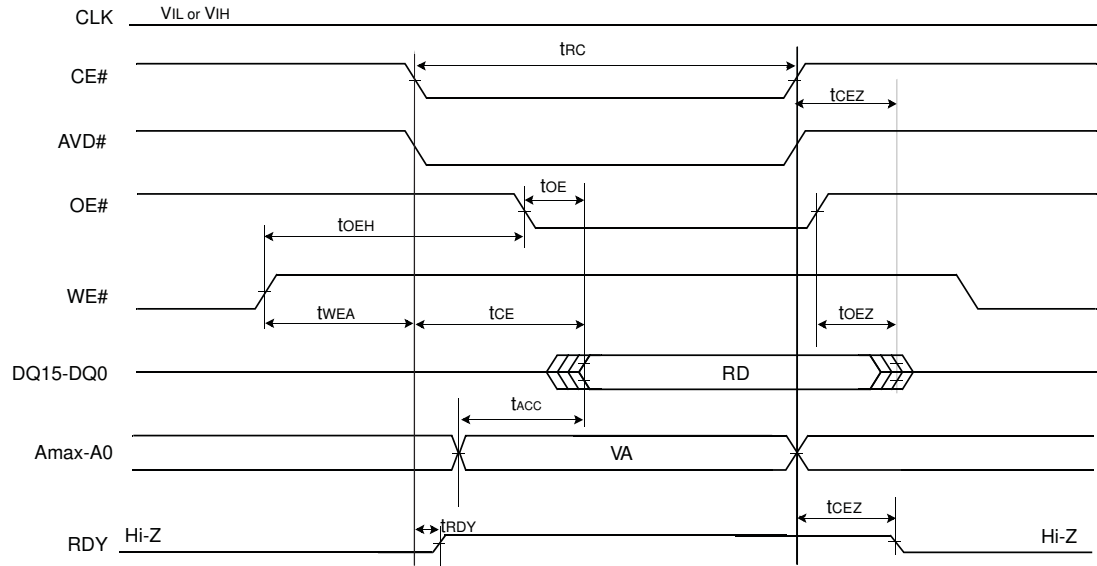 CLK VIL or VIH
tRC
CE#
tCEZ
AVD#
tOE
OE#
tOEH
WE#
tWEA tCE tOEZ
DQ15-DQ0 RD
tACC
Amax-A0 VA
tCEZ
tRDY
RDY Hi-Z Hi-Z